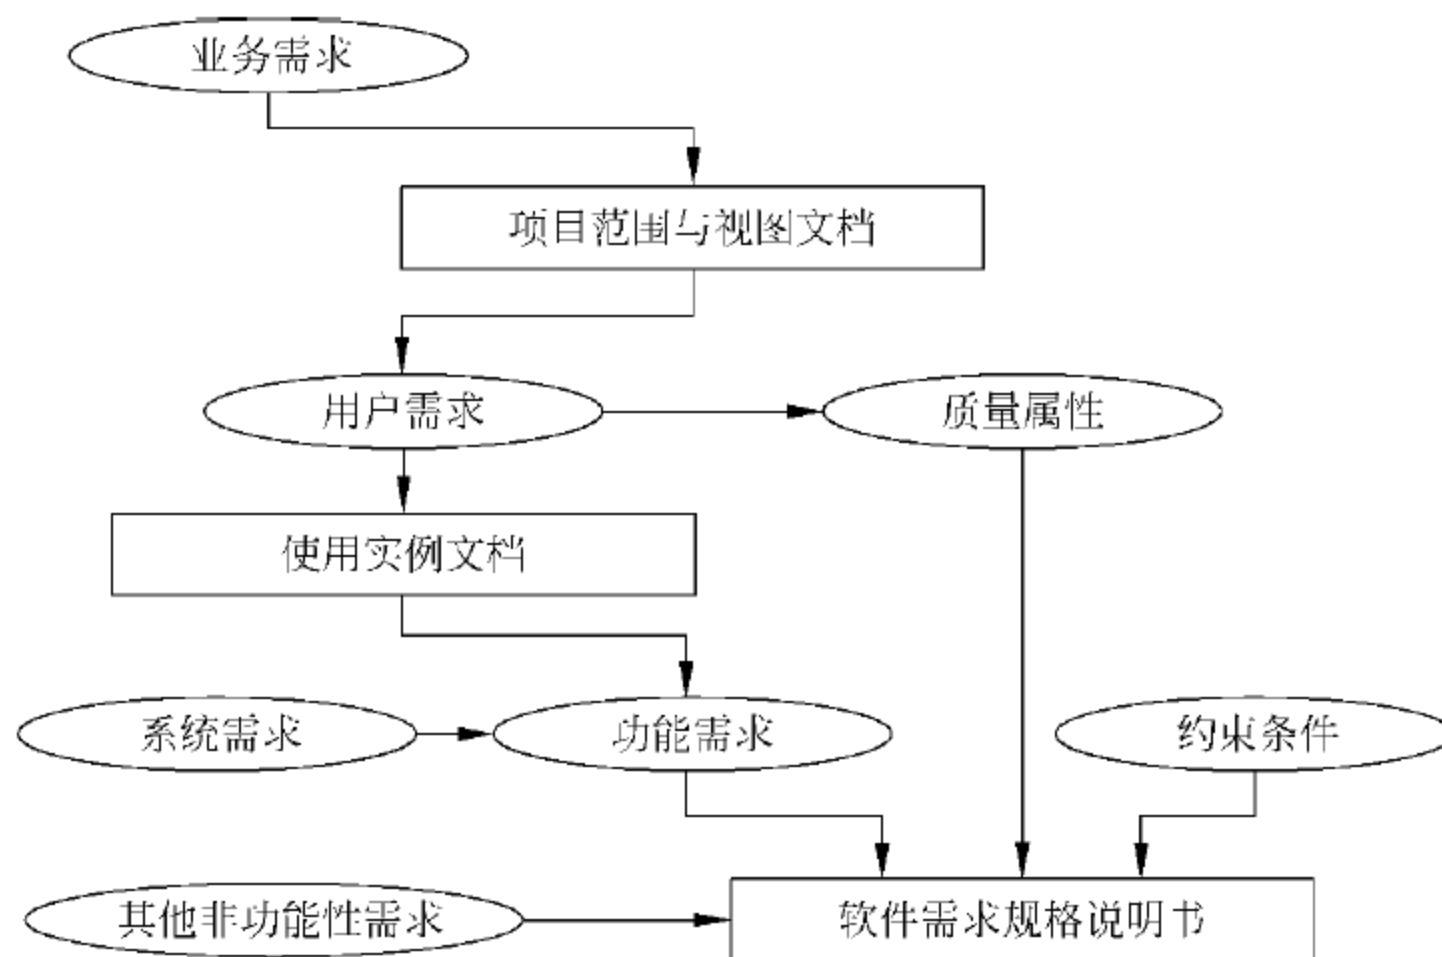 业务需求
项目范围与视图文档
用户需求
质量属性
使用实例文档
系统需求
功能需求
约束条件
其他非功能性需求
软件需求规格说明书